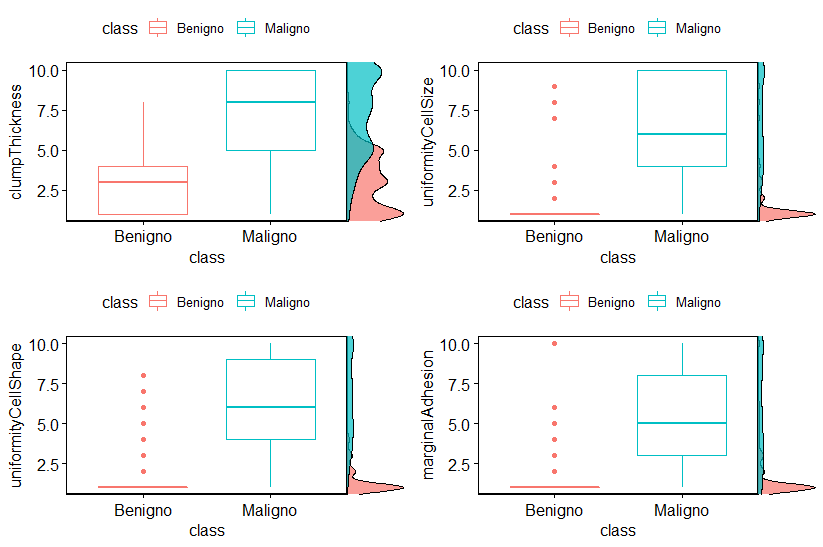 class Benigno Maligno
clumpThickness
10.0
7.5
5.0
2.5
Benigno Maligno
class
class Benigno Maligno
uniformityCellSize
10.0
7.5
5.0
2.5
Benigno Maligno
class
class Benigno Maligno
uniformityCellShape
10.0
7.5
5.0
2.5
Benigno Maligno
class
class Benigno Maligno
marginalAdhesion
10.0
7.5
5.0
2.5
Benigno Maligno
class